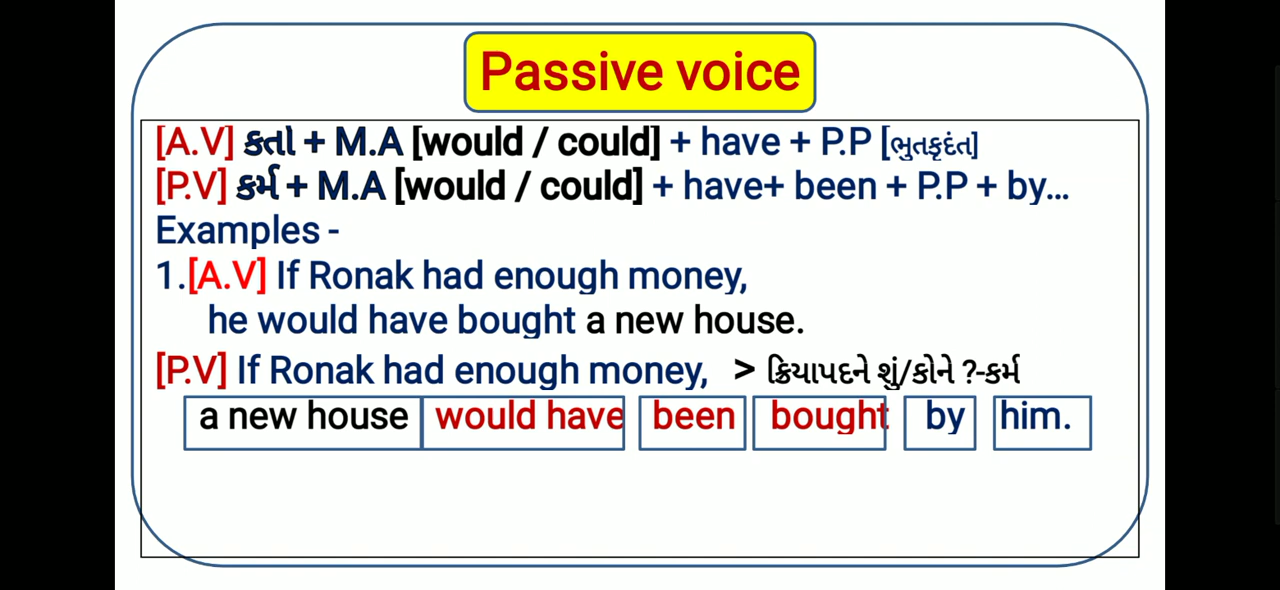 Passive voice
[A.V] કર્તા + M.A [would / could] + have + P.P [ભુતકૃદંત]
[P.V] કર્મ + M.A [would / could] + have+ been + P.P + by...
Examples -
1.[A.V] If Ronak had enough money,
he would have bought a new house.
[P.V] If Ronak had enough money, > ક્રિયાપદને શું/કોને ?-કર્મ
a new house would have been bought by him.